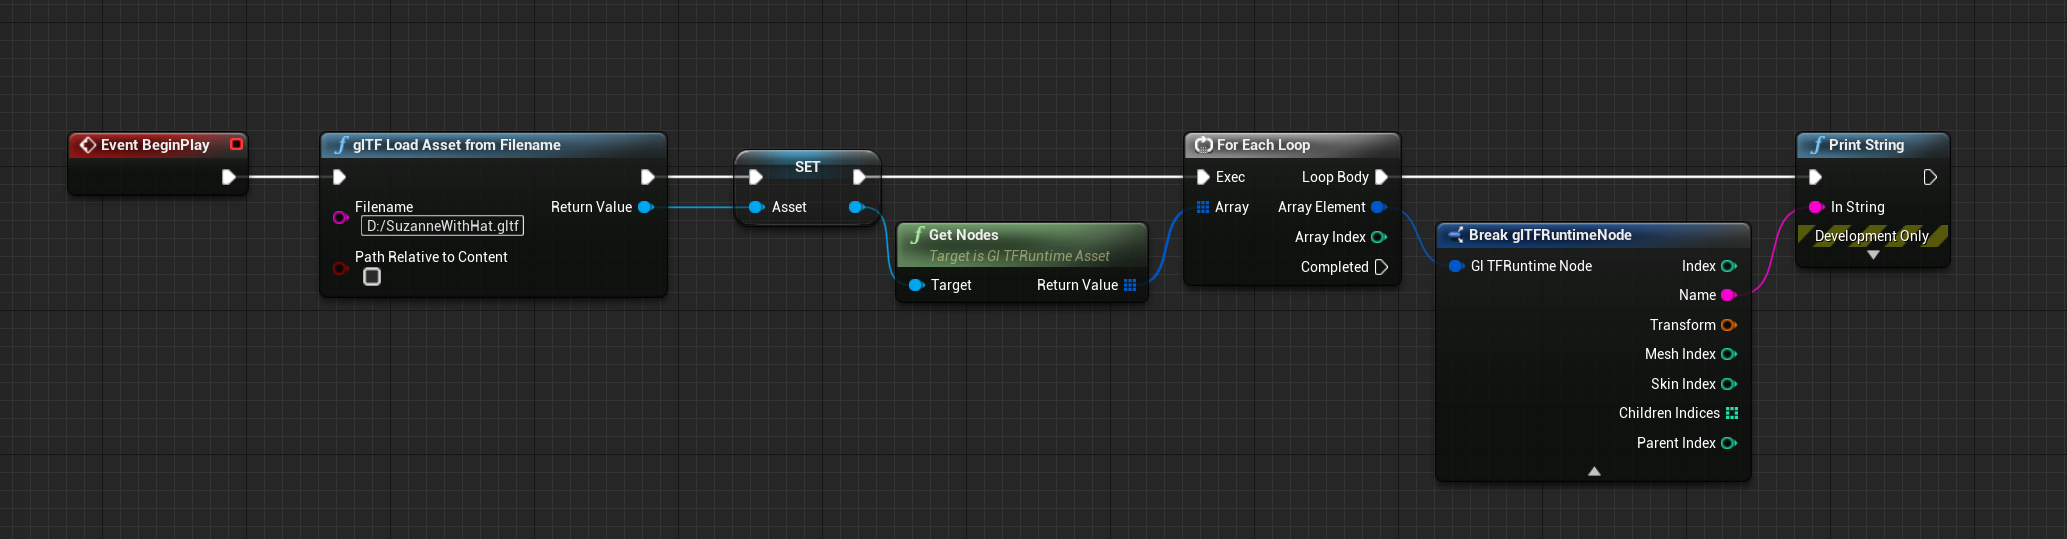 Event BeginPlay
f glTF Load Asset from Filename
Filename
D:/SuzanneWithHat.gltf
Return Value
Path Relative to Content
SET
Asset
f Get Nodes
Target is Gl TFRuntime Asset
Target
Return Value
For Each Loop
Exec
Loop Body
Array
Array Element
Array Index
Completed
Break glTFRuntimeNode
Gl TFRuntime Node
Index
Name
Transform
Mesh Index
Skin Index
Children Indices
Parent Index
f Print String
In String
Development Only